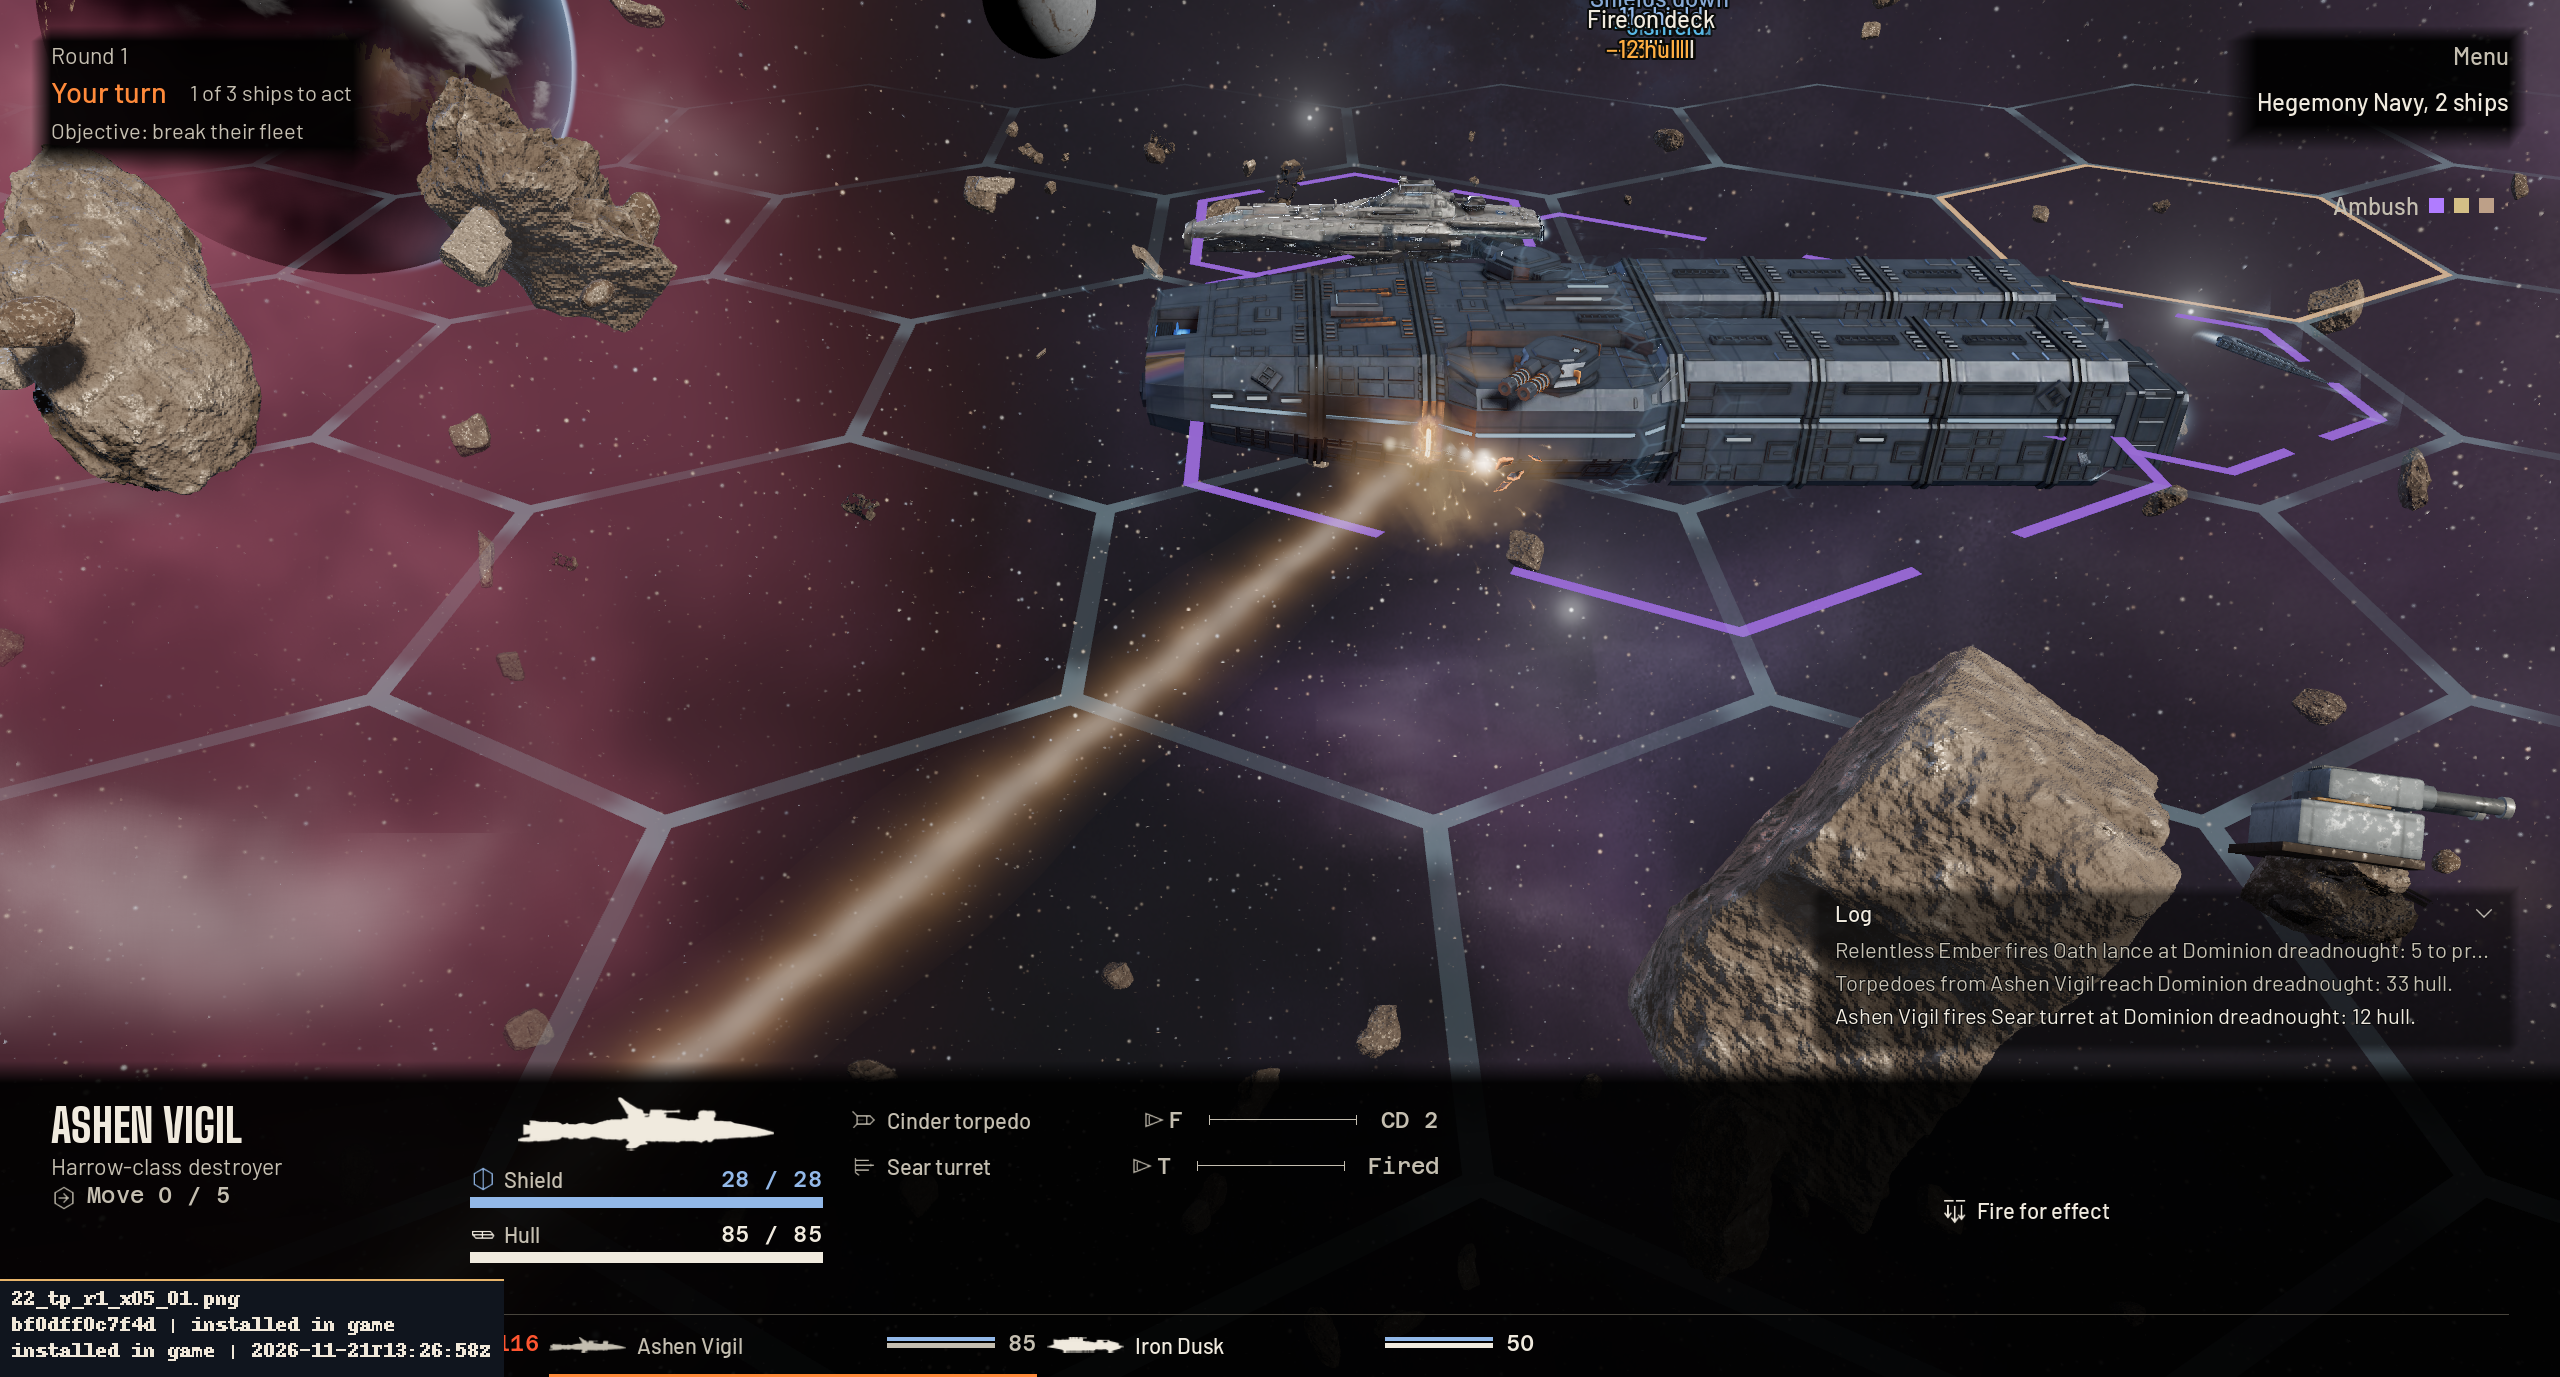 Round 1
Your turn 1 of 3 ships to act
Objective: break their fleet
Shields down
Fire on deck
Menu
Hegemony Navy, 2 ships
Ambush
Log
Relentless Ember fires Oath lance at Dominion dreadnought: 5 to pr...
Torpedoes from Ashen Vigil reach Dominion dreadnought: 33 hull.
Ashen Vigil fires Sear turret at Dominion dreadnought: 12 hull.
ASHEN VIGIL
Harrow-class destroyer
Move 0 / 5
Shield 28 / 28
Hull 85 / 85
Cinder torpedo F CD 2
Sear turret T Fired
Fire for effect
22_tp_r1_x05_01.png
bf0dff0c7f4d | installed in game
installed in game | 2026-11-21T13:26:58Z
116 Ashen Vigil 85 Iron Dusk 50